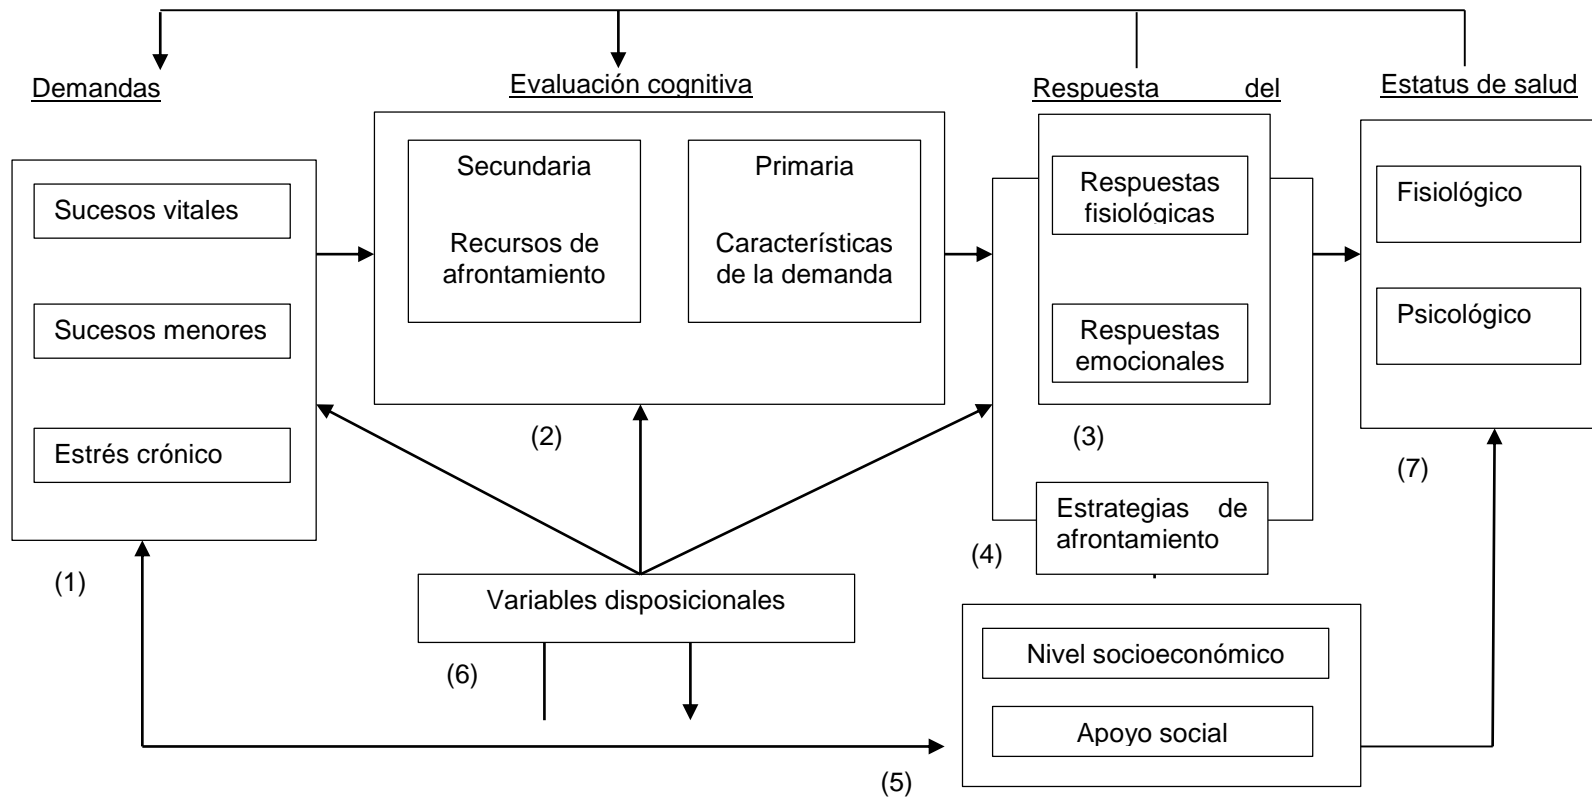 Demandas
Evaluación cognitiva
Respuesta del
Estatus de salud
Sucesos vitales
Sucesos menores
Estrés crónico
(1)
Secundaria
Recursos de
afrontamiento
Primaria
Características
de la demanda
(2)
Respuestas
fisiológicas
Respuestas
emocionales
(3)
Estrategias de
afrontamiento
(4)
Fisiológico
Psicológico
(7)
Variables disposicionales
(6)
Nivel socioeconómico
Apoyo social
(5)